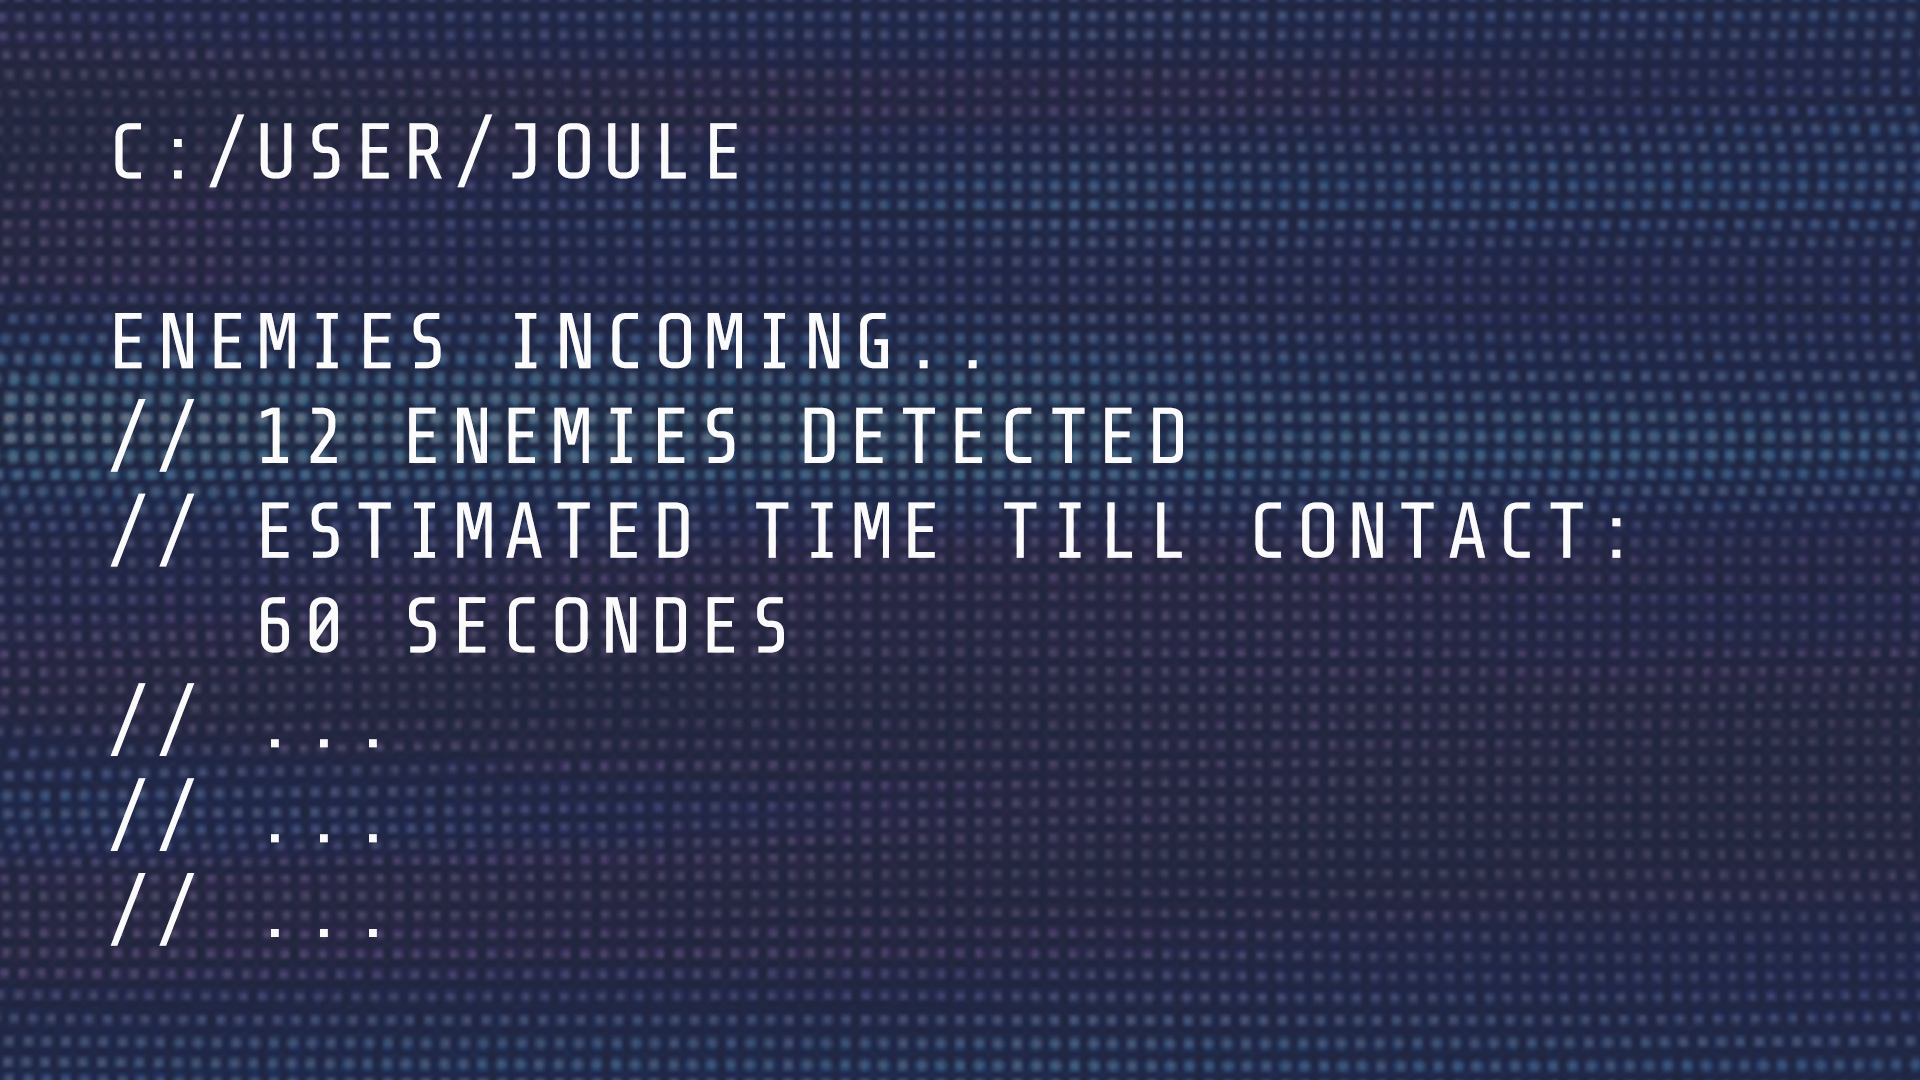 C:/USER/JOULE
ENEMIES INCOMING..
// 12 ENEMIES DETECTED
// ESTIMATED TIME TILL CONTACT:
60 SECONDES
// ...
// ...
// ...